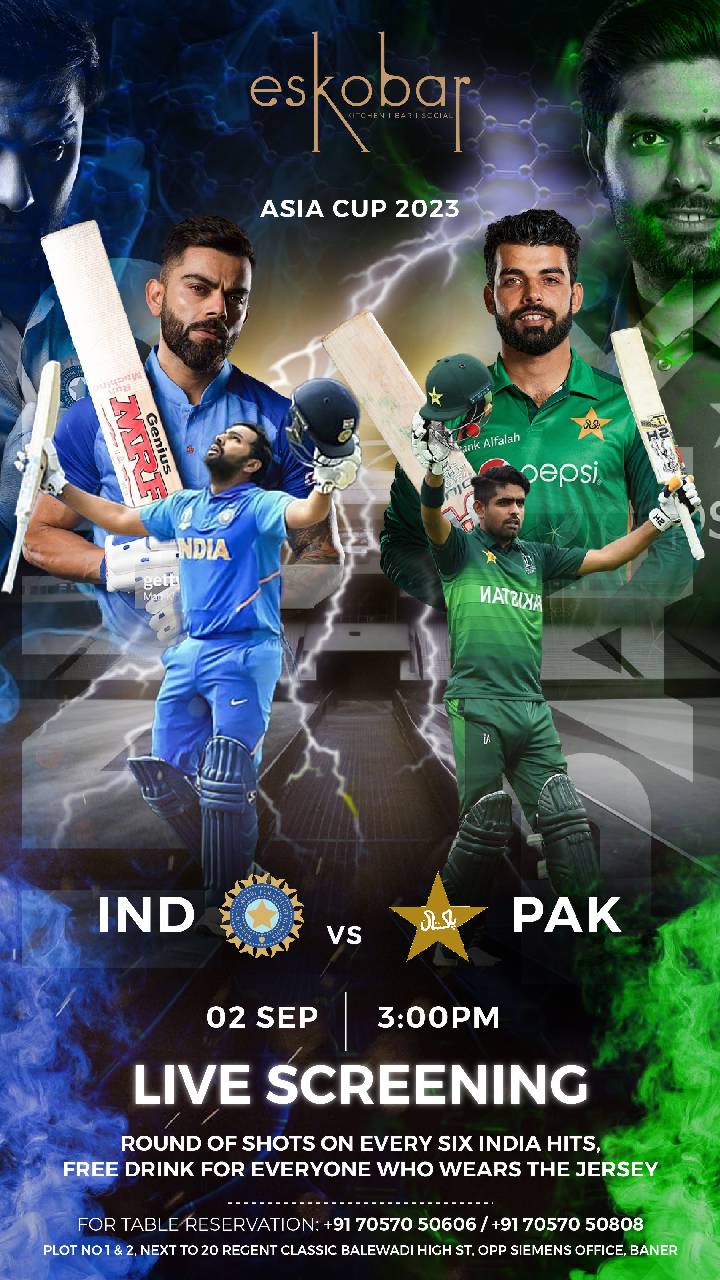 eskobar
KITCHEN | BAR | SOCIAL
ASIA CUP 2023
Genius
MRF
INDIA
getty
Bank Alfalah
pepsi
PAKISTAN
IND
VS
PAK
02 SEP | 3:00PM
LIVE SCREENING
ROUND OF SHOTS ON EVERY SIX INDIA HITS,
FREE DRINK FOR EVERYONE WHO WEARS THE JERSEY
FOR TABLE RESERVATION: +91 70570 50606 / +91 70570 50808
PLOT NO 1 & 2, NEXT TO 20 REGENT CLASSIC BALEWADI HIGH ST, OPP SIEMENS OFFICE, BANER